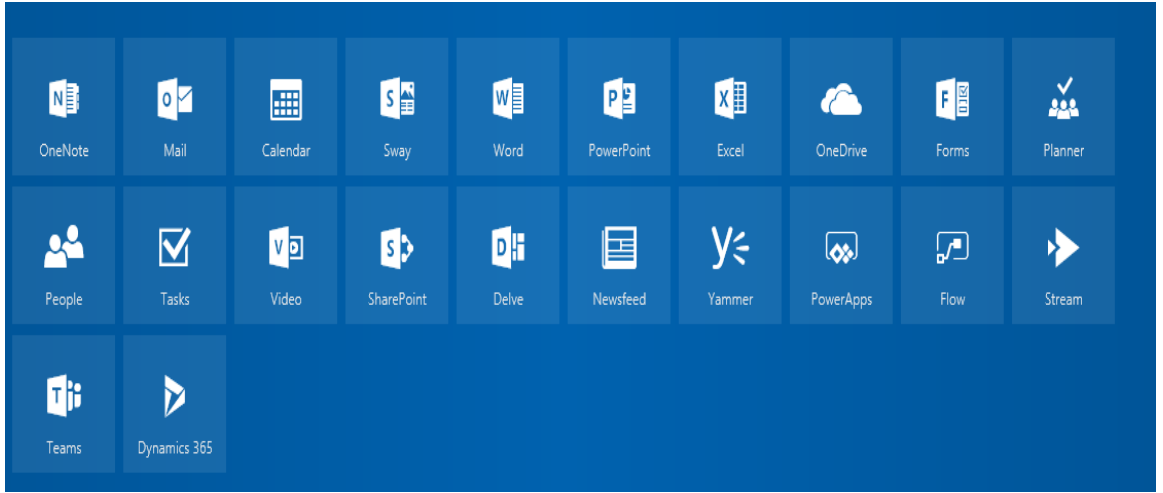 OneNote Mail Calendar Sway Word PowerPoint Excel OneDrive Forms Planner
People Tasks Video SharePoint Delve Newsfeed Yammer PowerApps Flow Stream
Teams Dynamics 365